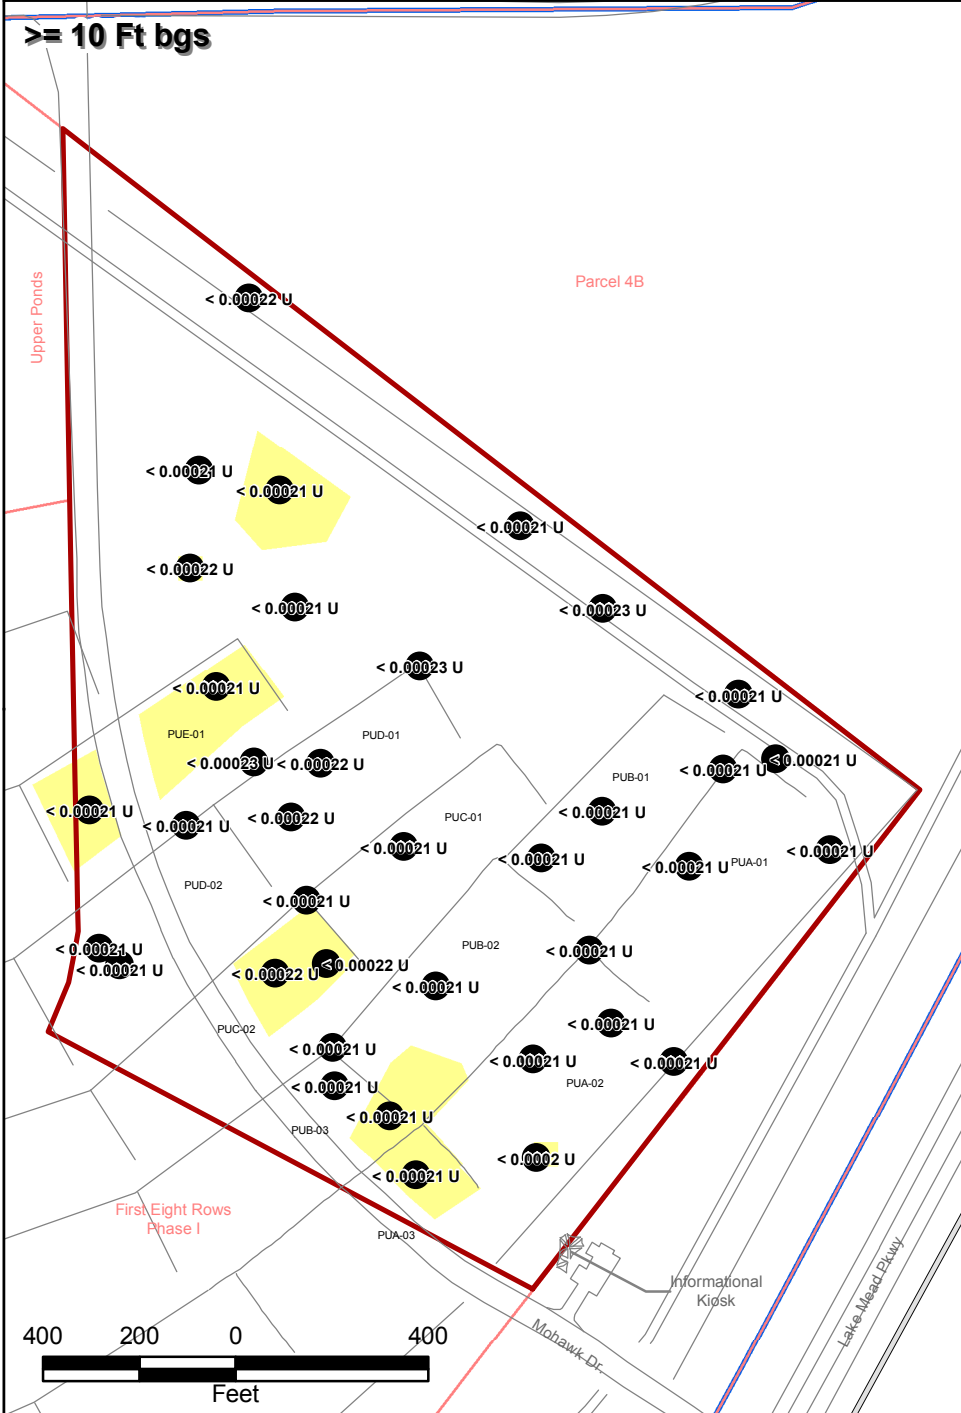 >= 10 Ft bgs
Parcel 4B
Upper Ponds
< 0.00022 U
< 0.00021 U
< 0.00021 U
< 0.00021 U
< 0.00022 U
< 0.00021 U
< 0.00023 U
< 0.00023 U
< 0.00021 U
< 0.00021 U
PUE-01
PUD-01
< 0.00023 U
< 0.00022 U
< 0.00021 U
< 0.00021 U
PUB-01
< 0.00021 U
< 0.00021 U
< 0.00022 U
< 0.00021 U
PUC-01
< 0.00021 U
< 0.00021 U
< 0.00021 U
< 0.00021 U
PUA-01
< 0.00021 U
PUD-02
< 0.00021 U
< 0.00021 U
< 0.00021 U
PUB-02
< 0.00021 U
< 0.00022 U
< 0.00022 U
< 0.00021 U
PUC-02
< 0.00021 U
< 0.00021 U
< 0.00021 U
< 0.00021 U
PUA-02
< 0.00021 U
< 0.00021 U
PUB-03
< 0.00021 U
< 0.0002 U
< 0.00021 U
First Eight Rows
Phase I
PUA-03
Informational
Kiosk
Lake Mead Pkwy
Mohawk Dr.
400 200 0 400
Feet